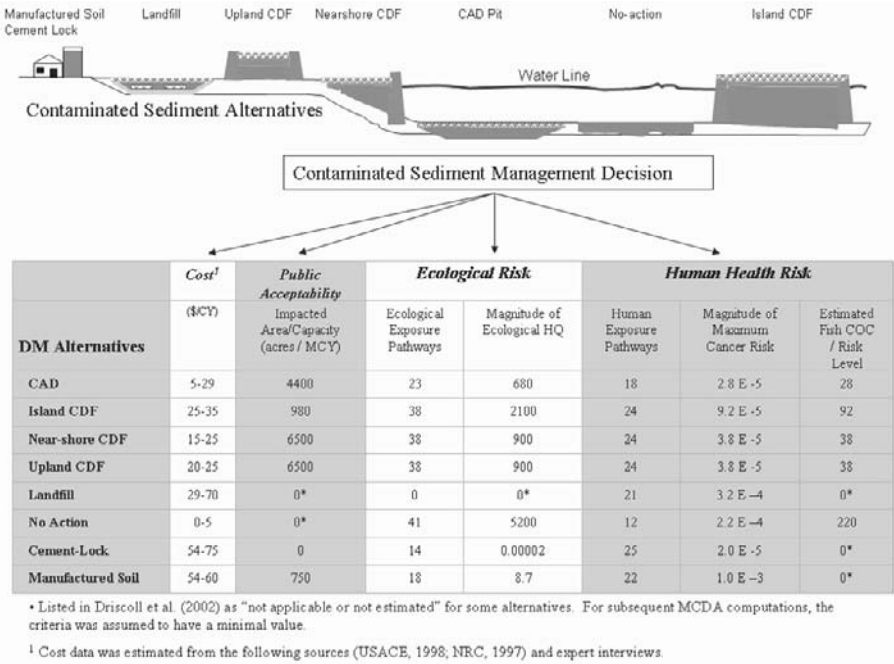 Manufactured Soil Landfill Upland CDF Nearshore CDF CAD Pit No-action Island CDF
Cement Lock
Water Line
Contaminated Sediment Alternatives
Contaminated Sediment Management Decision
Cost¹ Public Ecological Risk Human Health Risk
Acceptability
($/CY) Impacted Ecological Magnitude of Human Magnitude of Estimated
Area/Capacity Exposure Ecological HQ Exposure Maximum Fish COC
(acres / MCY) Pathways Pathways Cancer Risk / Risk
DM Alternatives Level
CAD 5-29 4400 23 680 18 2.8 E -5 28
Island CDF 25-35 980 38 2100 24 9.2 E -5 92
Near-shore CDF 15-25 6500 38 900 24 3.8 E -5 38
Upland CDF 20-25 6500 38 900 24 3.8 E -5 38
Landfill 29-70 0* 0 0* 21 3.2 E –4 0*
No Action 0-5 0* 41 5200 12 2.2 E –4 220
Cement-Lock 54-75 0 14 0.00002 25 2.0 E -5 0*
Manufactured Soil 54-60 750 18 8.7 22 1.0 E –3 0*
• Listed in Driscoll et al. (2002) as “not applicable or not estimated” for some alternatives. For subsequent MCDA computations, the
criteria was assumed to have a minimal value.
¹ Cost data was estimated from the following sources (USACE, 1998; NRC, 1997) and expert interviews.